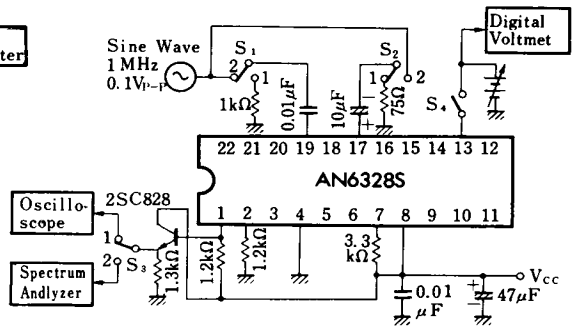 ter
Sine Wave
1 MHz
0.1VP-P
S1
2
1
1kΩ
0.01μF
10μF
−
+
S2
1
2
75Ω
S4
Digital
Voltmet
22 21 20 19 18 17 16 15 14 13 12
AN6328S
1 2 3 4 5 6 7 8 9 10 11
Oscillo-
scope
2SC828
1
2
S3
Spectrum
Andlyzer
1.3kΩ
1.2kΩ
1.2kΩ
3.3
kΩ
0.01
μF
+
−
47μF
VCC